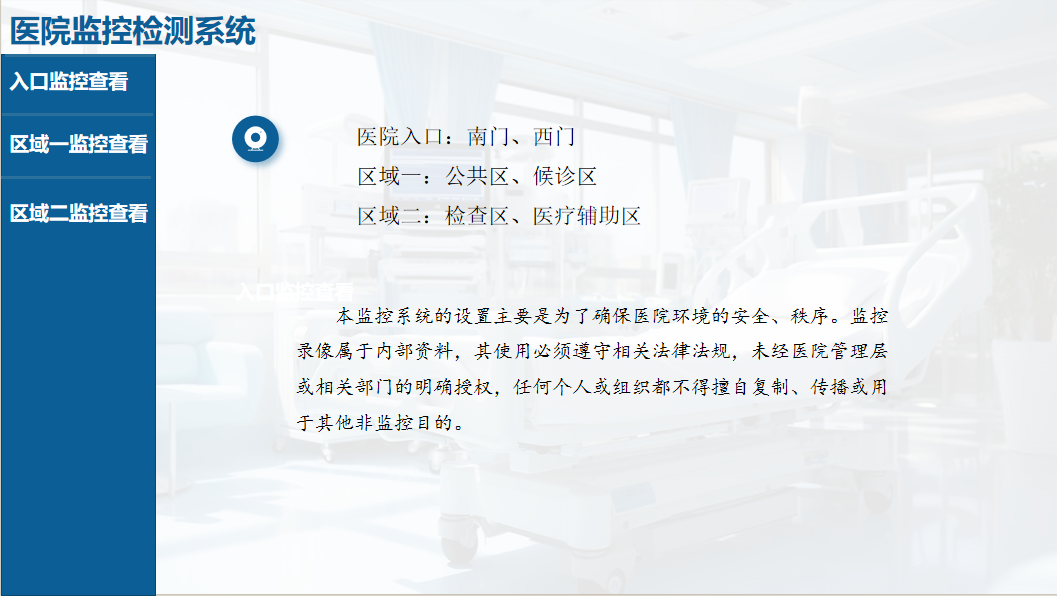 医院监控检测系统
入口监控查看
区域一监控查看
区域二监控查看
医院入口：南门、西门
区域一：公共区、候诊区
区域二：检查区、医疗辅助区
入口监控查看
本监控系统的设置主要是为了确保医院环境的安全、秩序。监控
录像属于内部资料，其使用必须遵守相关法律法规，未经医院管理层
或相关部门的明确授权，任何个人或组织都不得擅自复制、传播或用
于其他非监控目的。